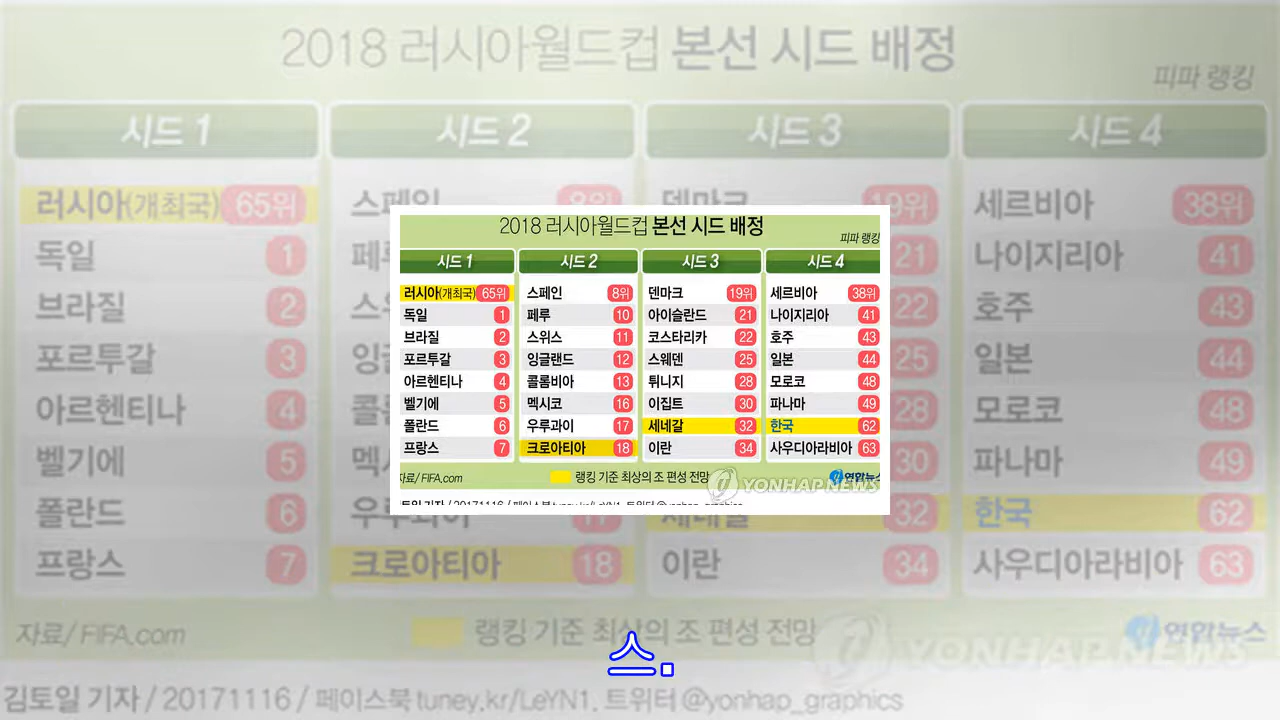 2018 러시아월드컵 본선 시드 배정
피파 랭킹
시드 1 시드 2 시드 3 시드 4
러시아(개최국) 65위 스페인 8위 덴마크 19위 세르비아 38위
독일 1 페루 10 아이슬란드 21 나이지리아 41
브라질 2 스위스 11 코스타리카 22 호주 43
포르투갈 3 잉글랜드 12 스웨덴 25 일본 44
아르헨티나 4 콜롬비아 13 튀니지 28 모로코 48
벨기에 5 멕시코 16 이집트 30 파나마 49
폴란드 6 우루과이 17 세네갈 32 한국 62
프랑스 7 크로아티아 18 이란 34 사우디아라비아 63
자료/ FIFA.com 랭킹 기준 최상의 조 편성 전망 YONHAP NEWS 연합뉴스
김토일 기자 / 20171116 / 페이스북 tuney.kr/LeYN1, 트위터 @yonhap_graphics
스.